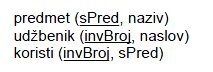 predmet (sPred, naziv)
udžbenik (invBroj, naslov)
koristi (invBroj, sPred)